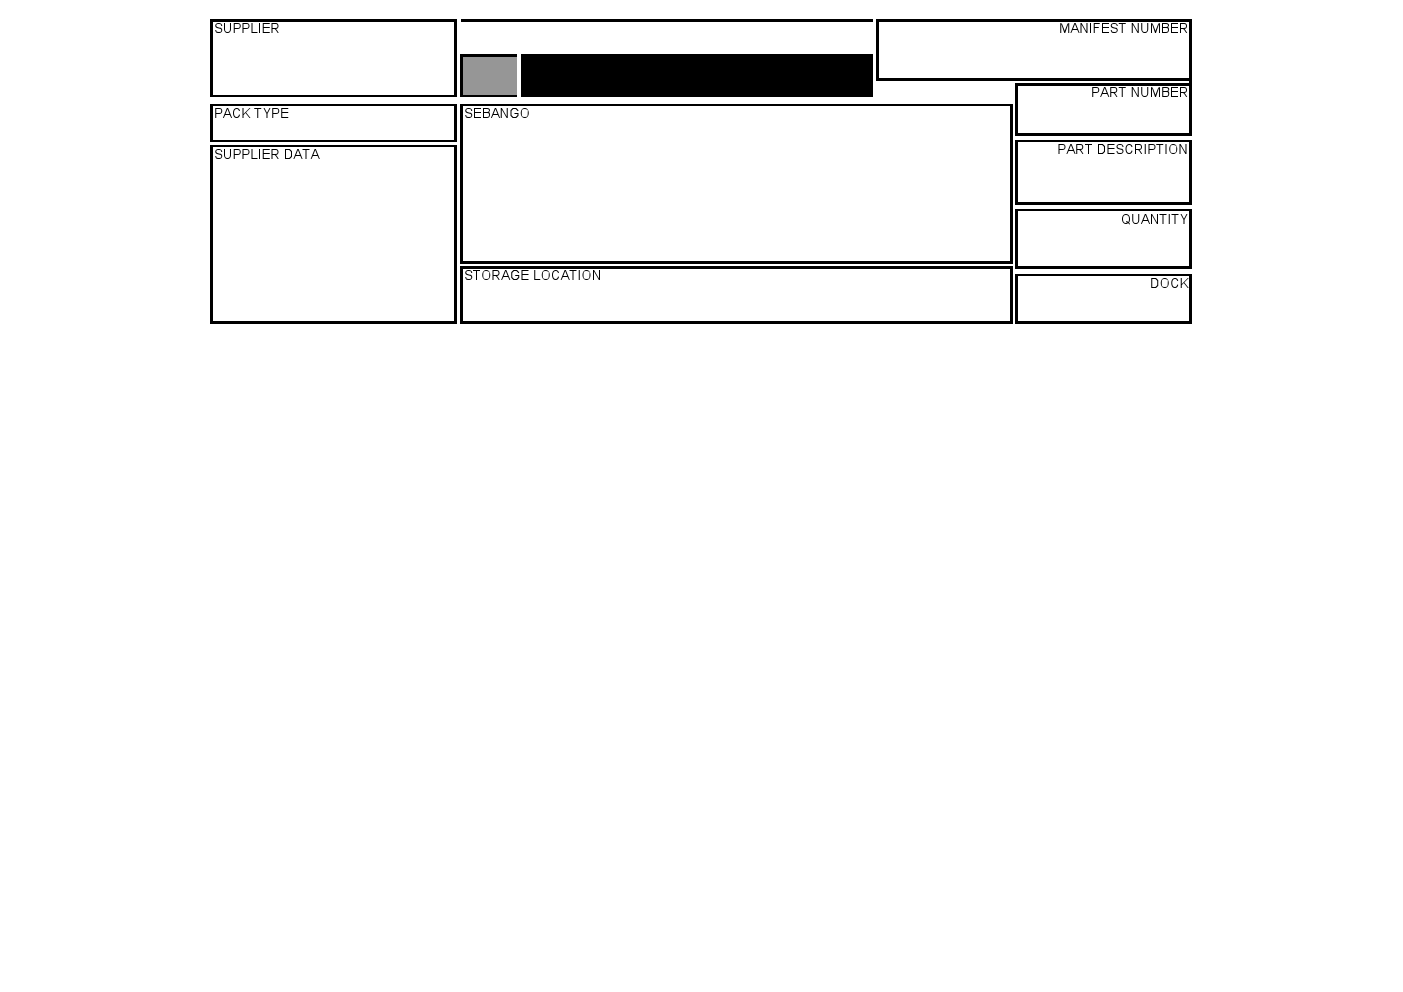 SUPPLIER
MANIFEST NUMBER
PART NUMBER
PACK TYPE
SEBANGO
PART DESCRIPTION
SUPPLIER DATA
QUANTITY
STORAGE LOCATION
DOCK